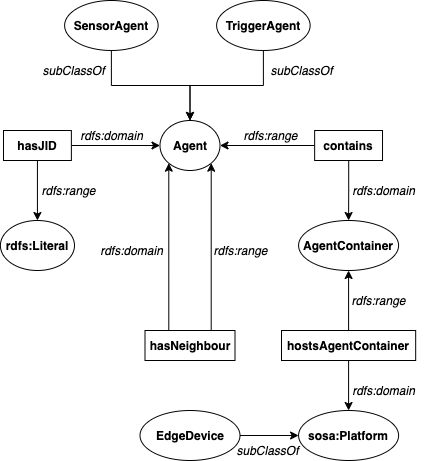 SensorAgent
TriggerAgent
subClassOf
subClassOf
hasJID
rdfs:domain
Agent
rdfs:range
contains
rdfs:range
rdfs:domain
rdfs:Literal
rdfs:domain
rdfs:range
AgentContainer
rdfs:range
hasNeighbour
hostsAgentContainer
rdfs:domain
EdgeDevice
subClassOf
sosa:Platform